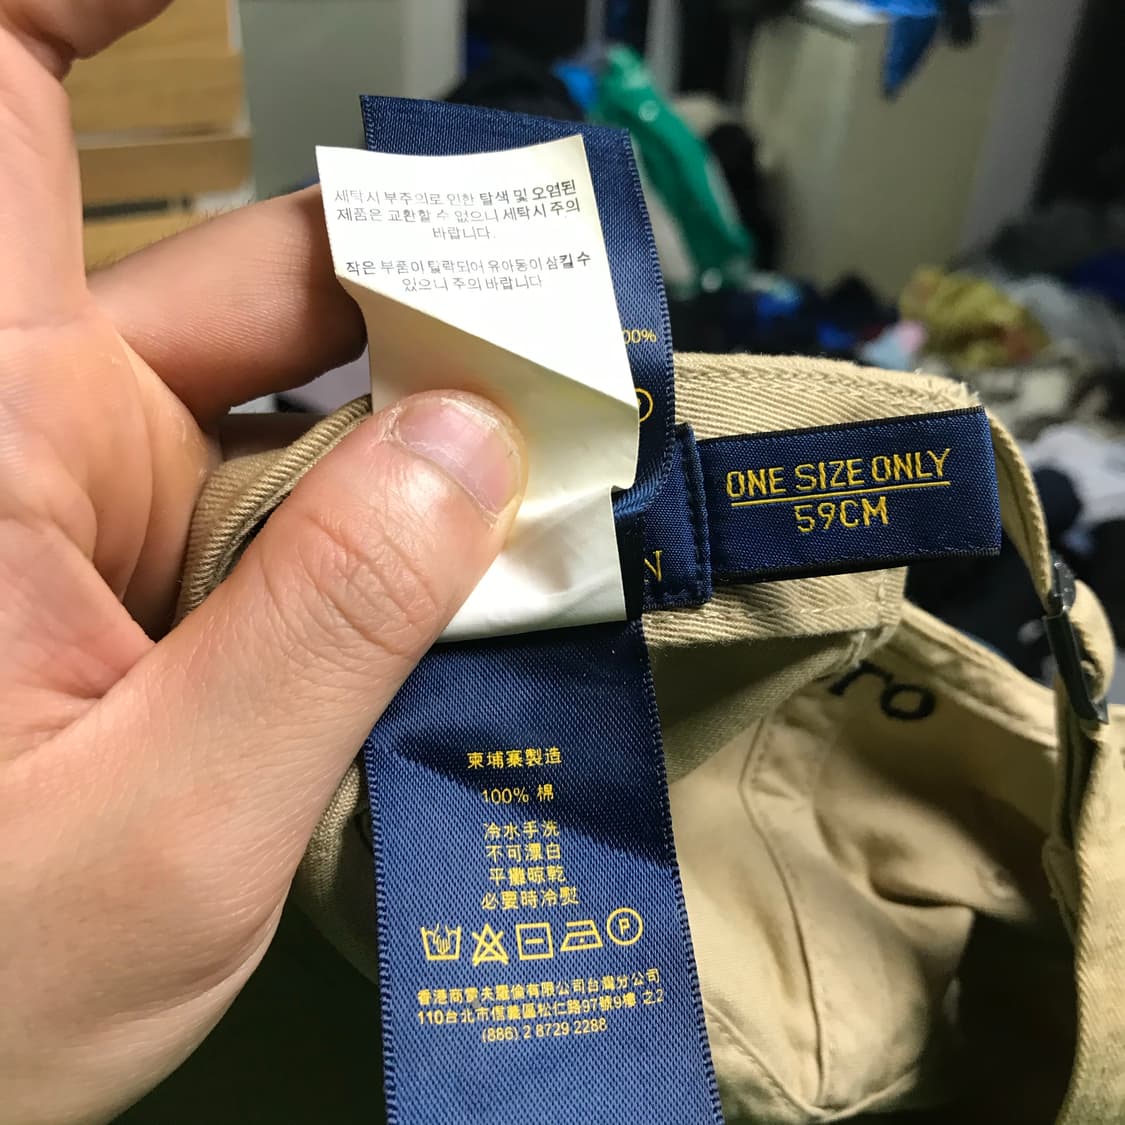 세탁시 부주의로 인한 탈색 및 오염된
제품은 교환할 수 없으니 세탁시 주의
바랍니다.
작은 부품이 탈락되어 유아동이 삼킬 수
있으니 주의 바랍니다
00%
P
ONE SIZE ONLY
59CM
N
ro
柬埔寨製造
100% 棉
冷水手洗
不可漂白
平攤晾乾
必要時冷熨
P
香港商雷夫羅倫有限公司台灣分公司
110台北市信義區松仁路97號9樓 之2
(886) 2 8729 2288